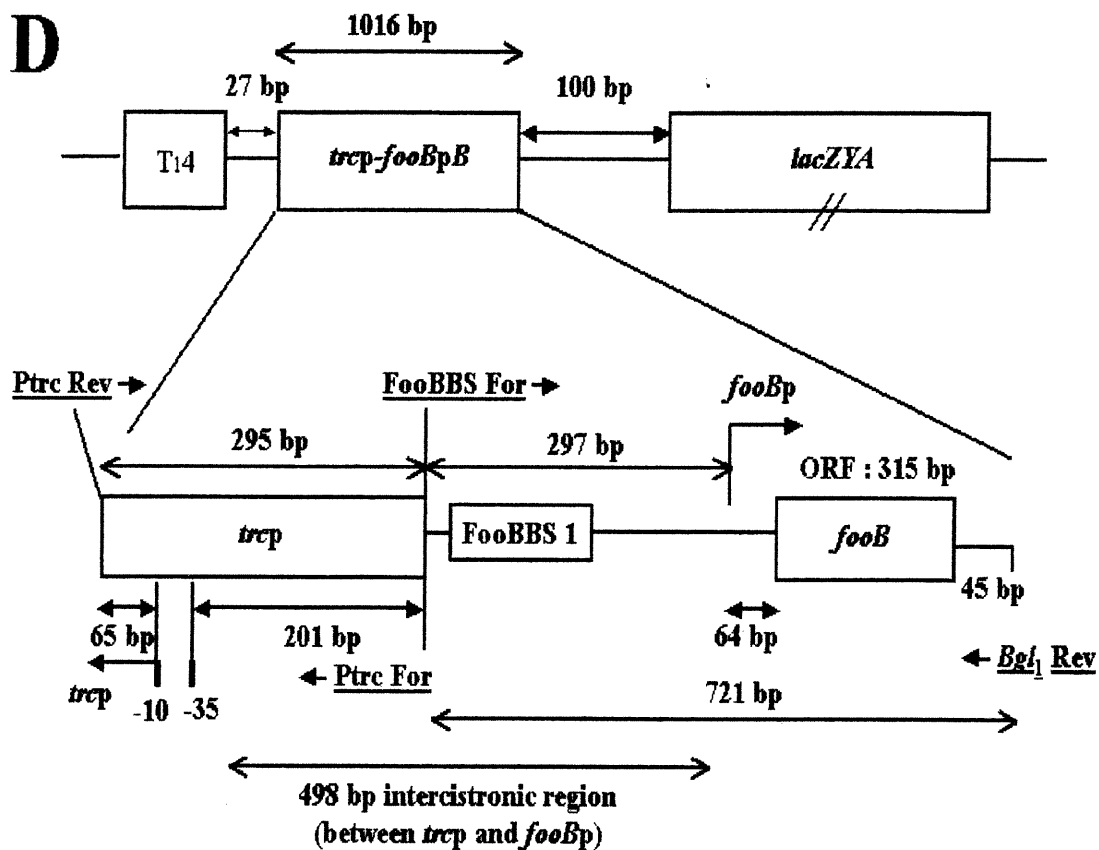 D
1016 bp
27 bp
100 bp
T14
trcp-fooBpB
lacZYA
Ptrc Rev
FooBBS For
fooBp
295 bp
297 bp
ORF : 315 bp
trcp
FooBBS 1
fooB
45 bp
65 bp
201 bp
64 bp
trcp
-10
-35
Ptrc For
Bgl1 Rev
721 bp
498 bp intercistronic region
(between trcp and fooBp)